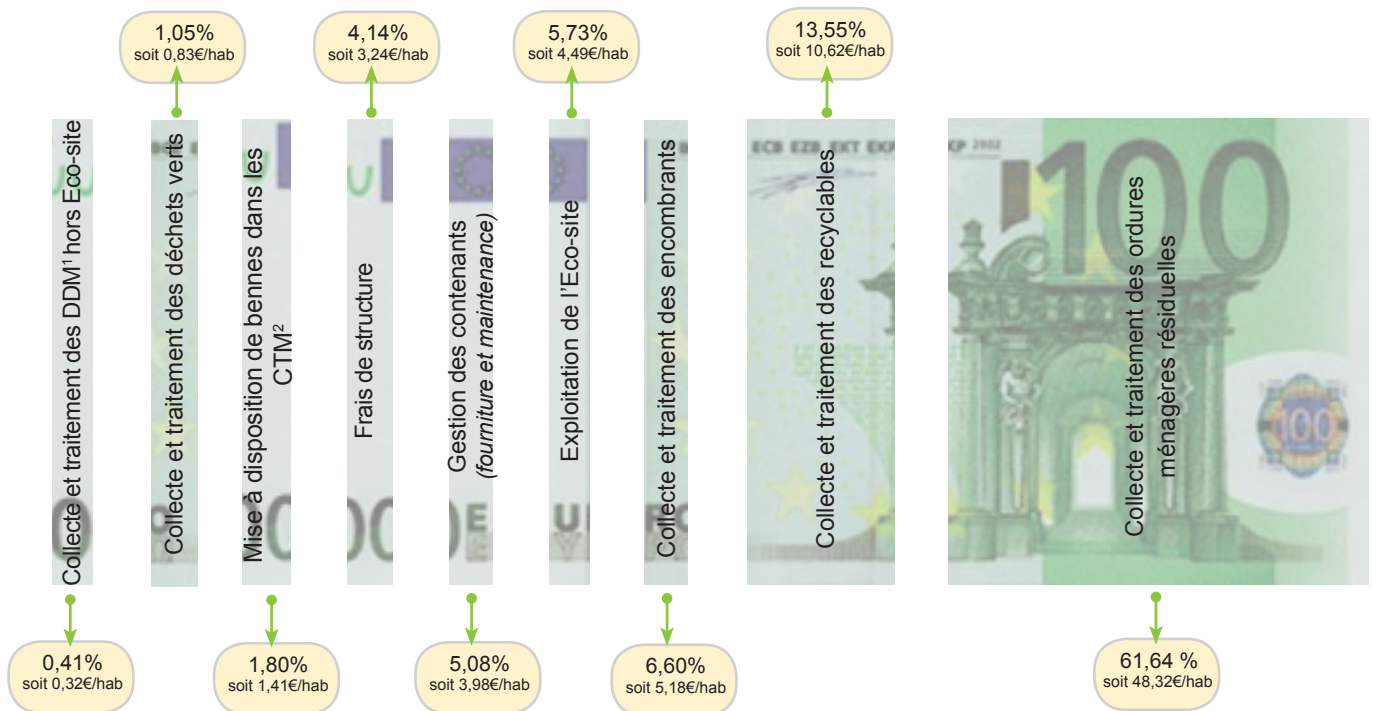 1,05%
soit 0,83€/hab
4,14%
soit 3,24€/hab
5,73%
soit 4,49€/hab
13,55%
soit 10,62€/hab
Collecte et traitement des DDM¹ hors Eco-site
Collecte et traitement des déchets verts
Mise à disposition de bennes dans les
CTM²
Frais de structure
Gestion des contenants
(fourniture et maintenance)
Exploitation de l'Eco-site
Collecte et traitement des encombrants
ECB EZB EKT EKP
Collecte et traitement des recyclables
KP 2002
100
Collecte et traitement des ordures
ménagères résiduelles
100
0,41%
soit 0,32€/hab
1,80%
soit 1,41€/hab
5,08%
soit 3,98€/hab
6,60%
soit 5,18€/hab
61,64 %
soit 48,32€/hab